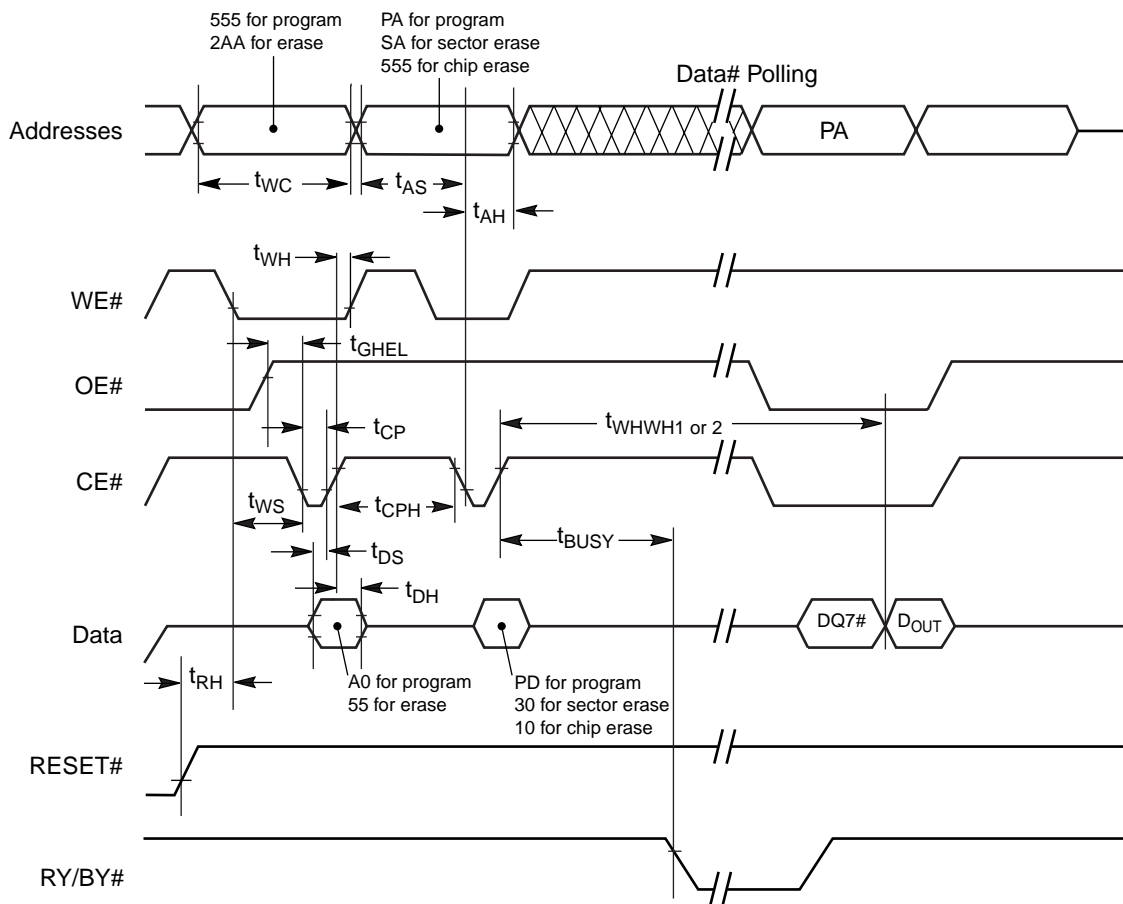 555 for program
2AA for erase
PA for program
SA for sector erase
555 for chip erase
Data# Polling
Addresses
PA
tWC
tAS
tAH
tWH
WE#
tGHEL
OE#
tWHWH1 or 2
tCP
CE#
tWS
tCPH
tBUSY
tDS
tDH
Data
DQ7#
DOUT
tRH
A0 for program
55 for erase
PD for program
30 for sector erase
10 for chip erase
RESET#
RY/BY#